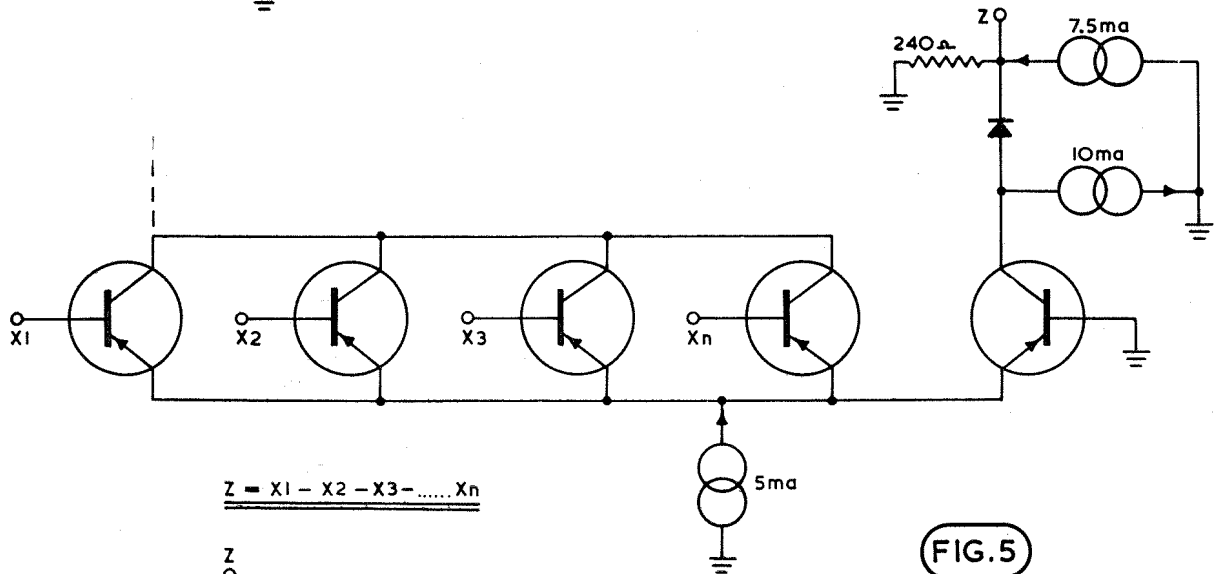 Z
7.5ma
240Ω
10ma
X1
X2
X3
Xn
5ma
Z = X1 - X2 - X3 - ...... Xn
Z
FIG.5